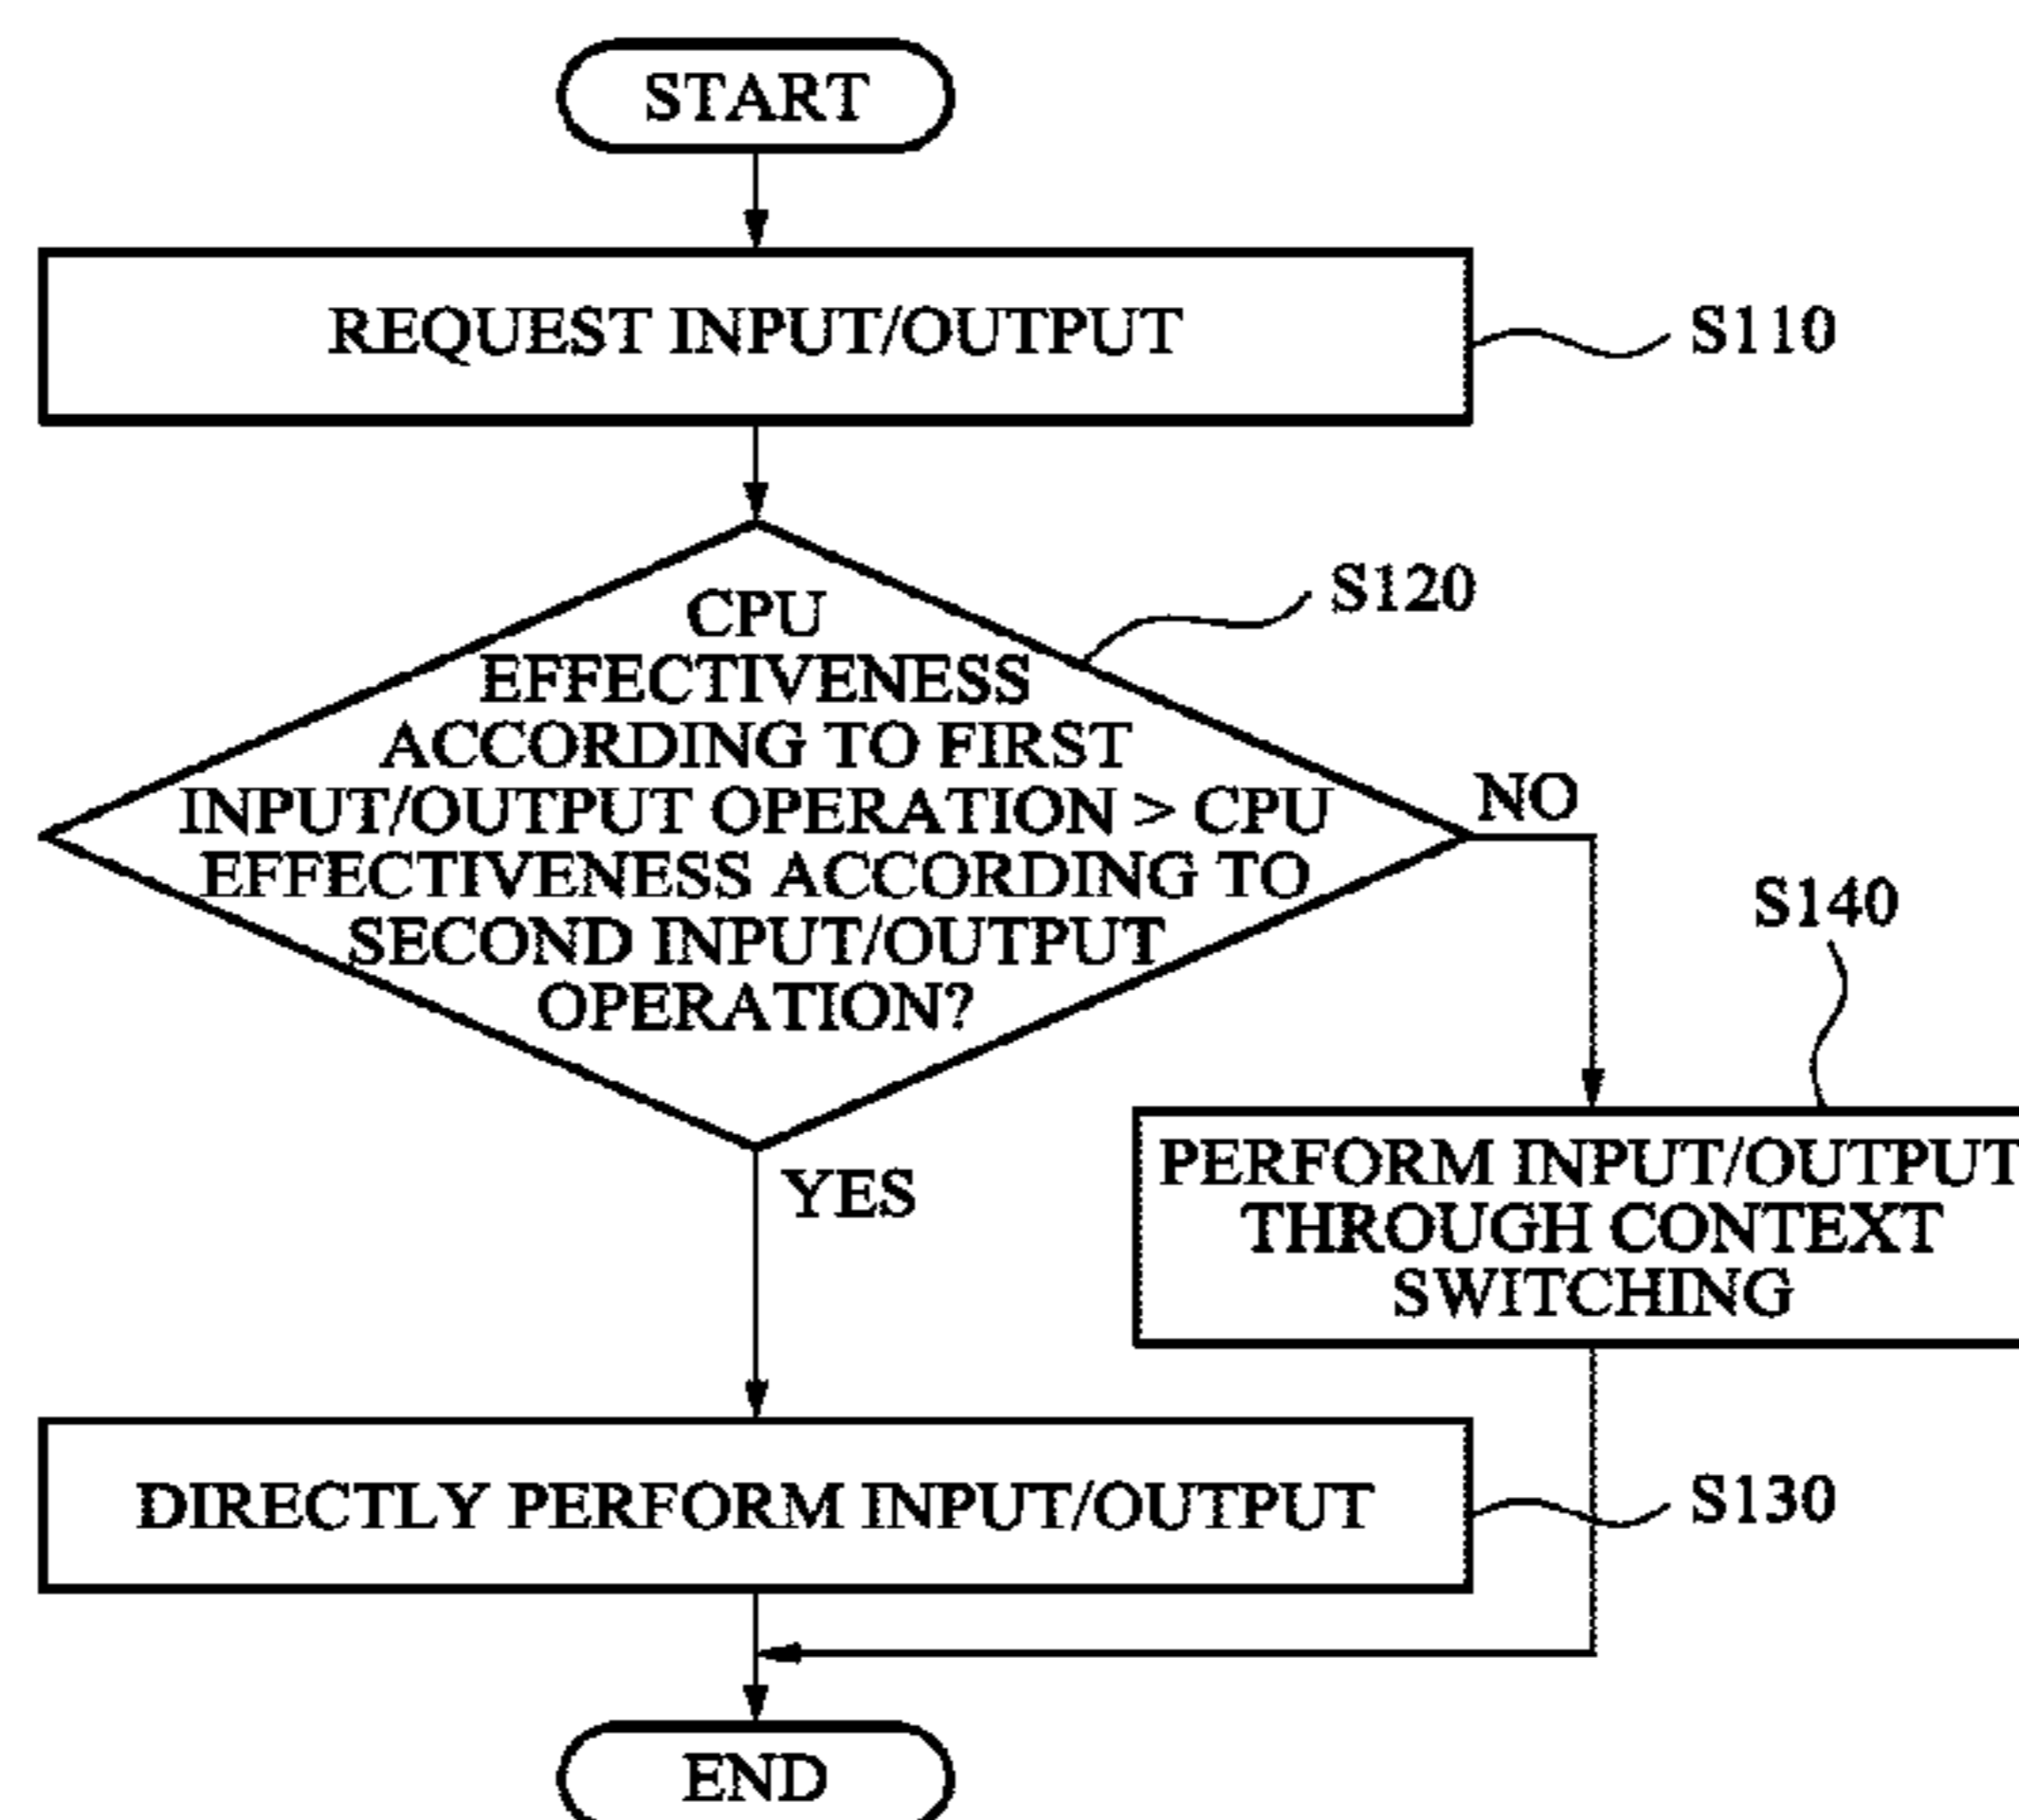 START
REQUEST INPUT/OUTPUT
S110
S120
CPU
EFFECTIVENESS
ACCORDING TO FIRST
INPUT/OUTPUT OPERATION > CPU
EFFECTIVENESS ACCORDING TO
SECOND INPUT/OUTPUT
OPERATION?
NO
S140
PERFORM INPUT/OUTPUT
THROUGH CONTEXT
SWITCHING
YES
DIRECTLY PERFORM INPUT/OUTPUT
S130
END